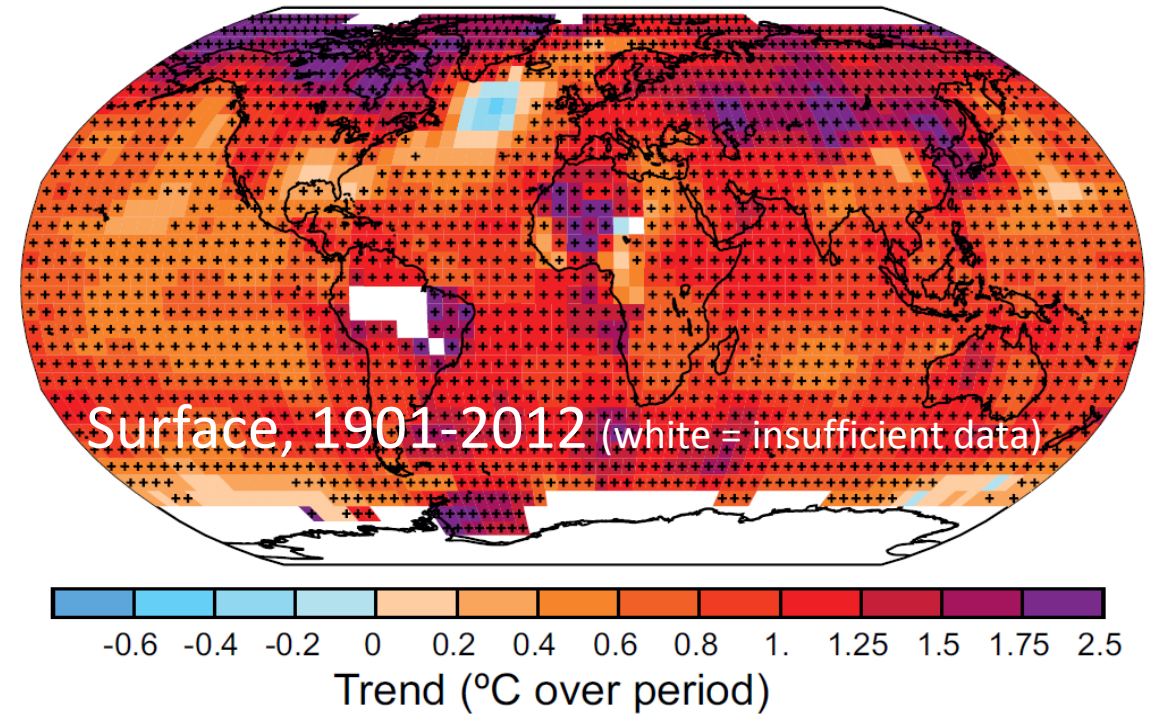 Surface, 1901-2012 (white = insufficient data)
-0.6 -0.4 -0.2 0 0.2 0.4 0.6 0.8 1. 1.25 1.5 1.75 2.5
Trend (ºC over period)